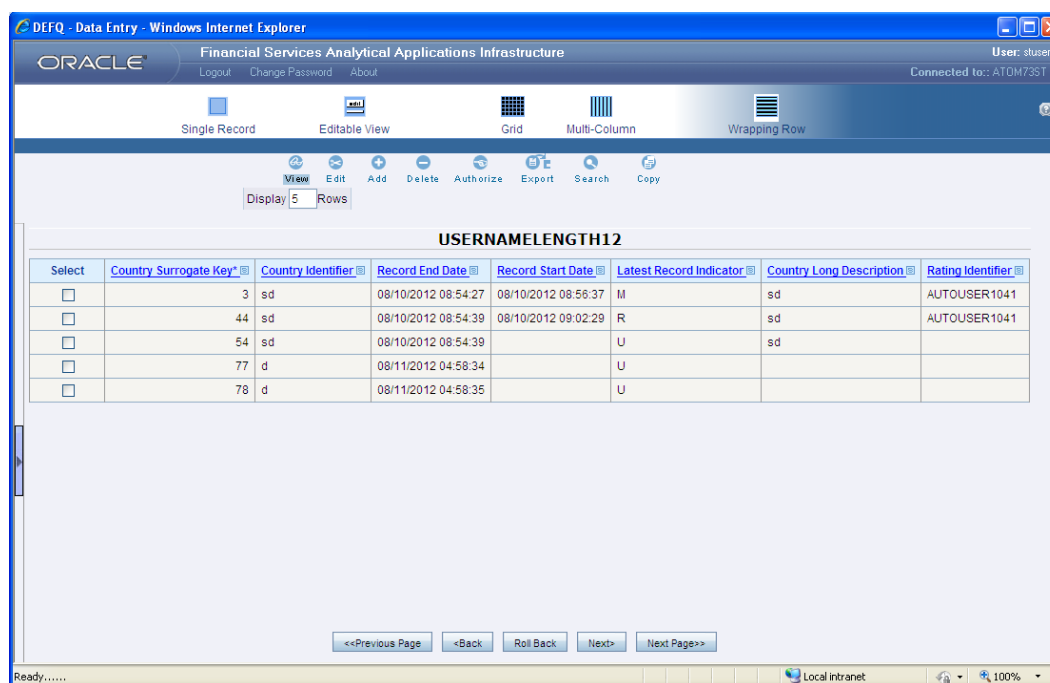 DEFQ - Data Entry - Windows Internet Explorer
ORACLE Financial Services Analytical Applications Infrastructure User: stuser
Logout Change Password About Connected to:: ATOM73ST
Single Record Editable View Grid Multi-Column Wrapping Row
View Edit Add Delete Authorize Export Search Copy
Display 5 Rows
USERNAMELENGTH12
Select Country Surrogate Key* Country Identifier Record End Date Record Start Date Latest Record Indicator Country Long Description Rating Identifier
3 sd 08/10/2012 08:54:27 08/10/2012 08:56:37 M sd AUTOUSER1041
44 sd 08/10/2012 08:54:39 08/10/2012 09:02:29 R sd AUTOUSER1041
54 sd 08/10/2012 08:54:39 U sd
77 d 08/11/2012 04:58:34 U
78 d 08/11/2012 04:58:35 U
<<Previous Page <Back Roll Back Next> Next Page>>
Ready...... Local intranet 100%